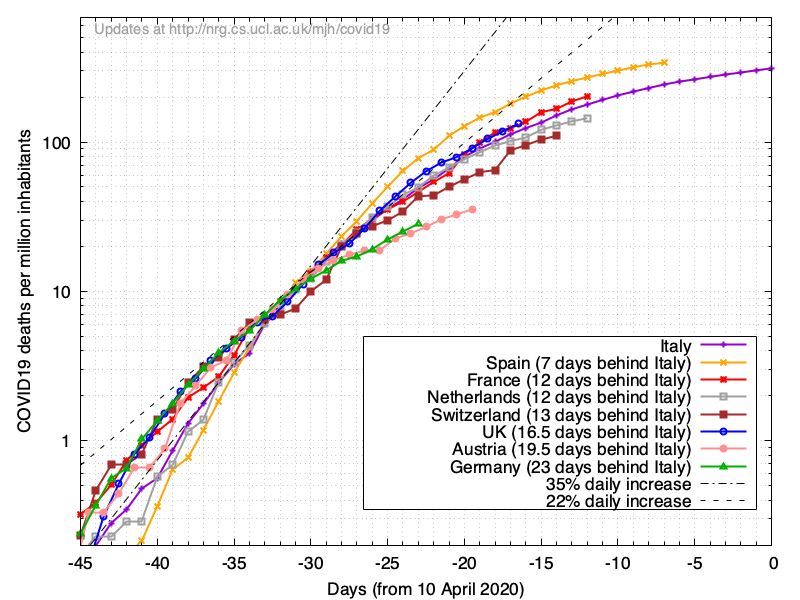 Updates at http://nrg.cs.ucl.ac.uk/mjh/covid19
COVID19 deaths per million inhabitants
100
10
1
Italy
Spain (7 days behind Italy)
France (12 days behind Italy)
Netherlands (12 days behind Italy)
Switzerland (13 days behind Italy)
UK (16.5 days behind Italy)
Austria (19.5 days behind Italy)
Germany (23 days behind Italy)
35% daily increase
22% daily increase
-45 -40 -35 -30 -25 -20 -15 -10 -5 0
Days (from 10 April 2020)